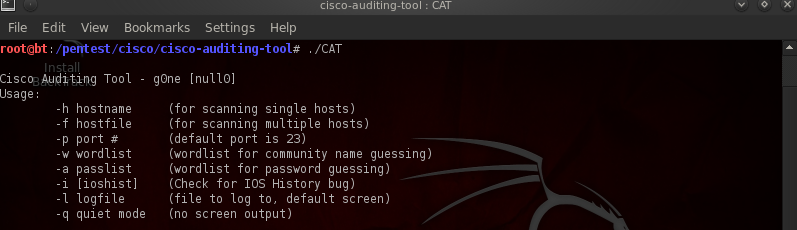 cisco-auditing-tool : CAT
File Edit View Bookmarks Settings Help
root@bt:/pentest/cisco/cisco-auditing-tool# ./CAT
Install
BackTrack
Cisco Auditing Tool - g0ne [null0]
Usage:
-h hostname (for scanning single hosts)
-f hostfile (for scanning multiple hosts)
-p port # (default port is 23)
-w wordlist (wordlist for community name guessing)
-a passlist (wordlist for password guessing)
-i [ioshist] (Check for IOS History bug)
-l logfile (file to log to, default screen)
-q quiet mode (no screen output)